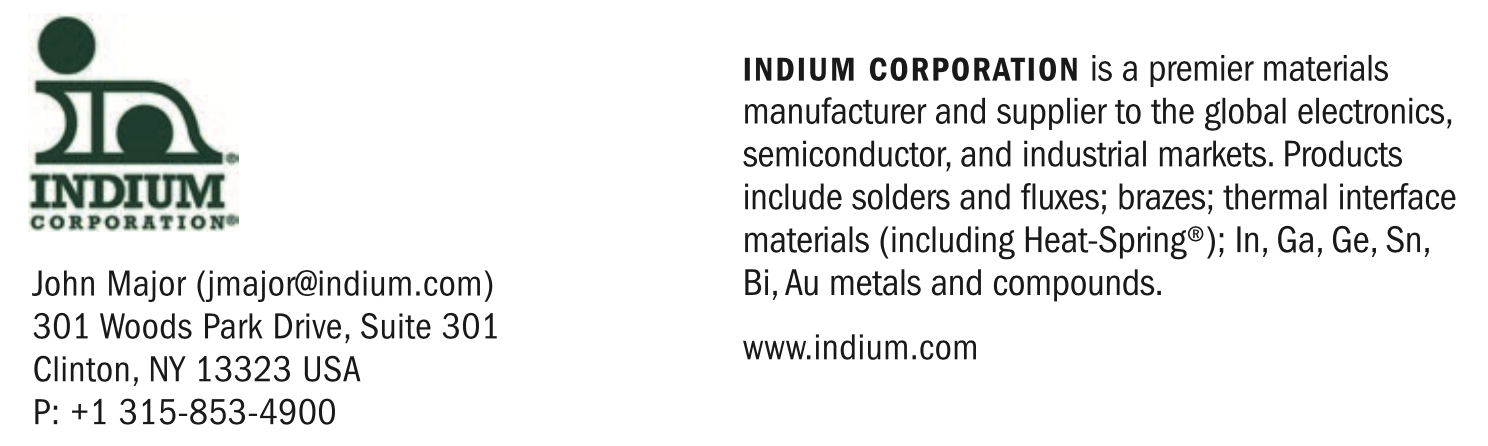 INDIUM
CORPORATION®
John Major (jmajor@indium.com)
301 Woods Park Drive, Suite 301
Clinton, NY 13323 USA
P: +1 315-853-4900
INDIUM CORPORATION is a premier materials
manufacturer and supplier to the global electronics,
semiconductor, and industrial markets. Products
include solders and fluxes; brazes; thermal interface
materials (including Heat-Spring®); In, Ga, Ge, Sn,
Bi, Au metals and compounds.
www.indium.com